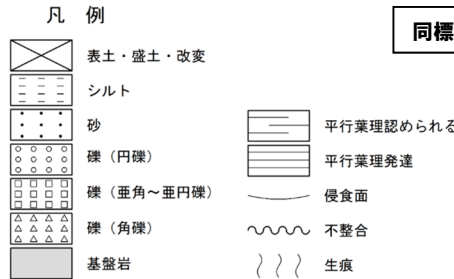 凡 例
同標
表土・盛土・改変
シルト
砂
礫（円礫）
礫（亜角～亜円礫）
礫（角礫）
基盤岩
平行葉理認められる
平行葉理発達
侵食面
不整合
生痕